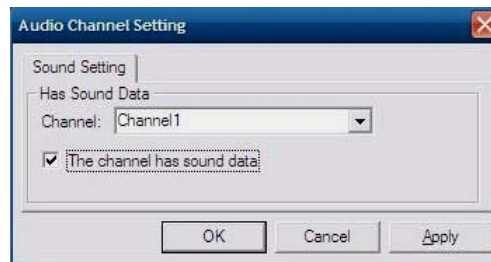 Audio Channel Setting
Sound Setting
Has Sound Data
Channel: Channel1
The channel has sound data
OK Cancel Apply